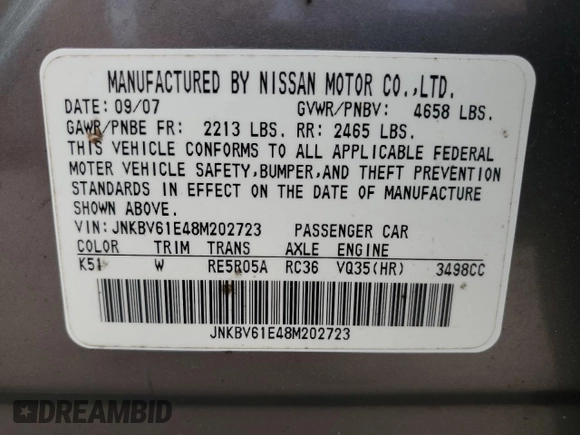 MANUFACTURED BY NISSAN MOTOR CO.,LTD.
DATE: 09/07 GVWR/PNBV: 4658 LBS.
GAWR/PNBE FR: 2213 LBS. RR: 2465 LBS.
THIS VEHICLE CONFORMS TO ALL APPLICABLE FEDERAL
MOTOR VEHICLE SAFETY,BUMPER,AND THEFT PREVENTION
STANDARDS IN EFFECT ON THE DATE OF MANUFACTURE
SHOWN ABOVE.
VIN: JNKBV61E48M202723 PASSENGER CAR
COLOR TRIM TRANS AXLE ENGINE
K51 W RE5R05A RC36 VQ35(HR) 3498CC
JNKBV61E48M202723
DREAMBID